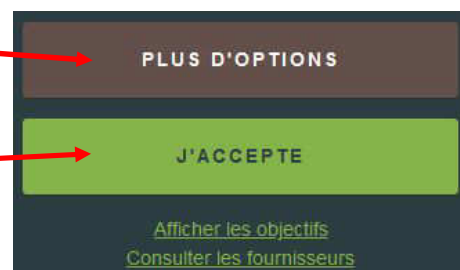 PLUS D'OPTIONS
J'ACCEPTE
Afficher les objectifs
Consulter les fournisseurs